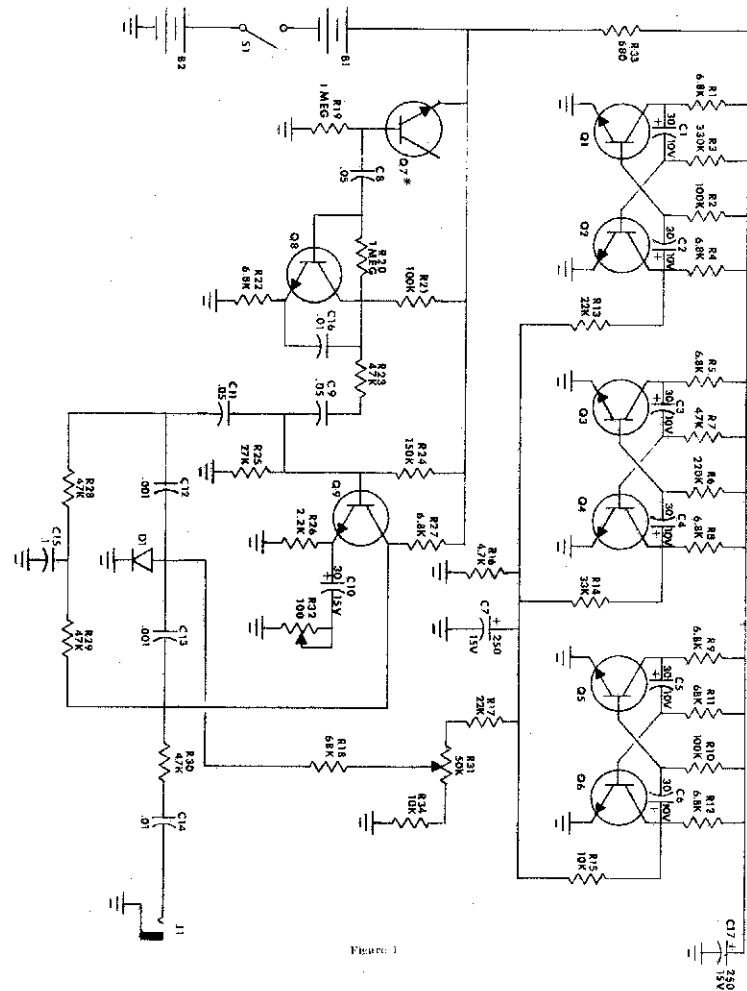 B2
S1
B1
R33
680
R1
6.8K
C1
30
10V
R3
330K
R2
100K
C2
30
10V
R4
6.8K
Q1
Q2
R13
22K
R5
6.8K
C3
30
10V
R7
47K
R6
220K
C4
30
10V
R8
6.8K
Q3
Q4
R14
33K
R9
6.8K
C5
30
10V
R11
68K
R10
100K
C6
30
10V
R12
6.8K
Q5
Q6
R15
10K
C17
250
15V
R19
1 MEG
Q7*
C8
.05
R20
1 MEG
Q8
R22
6.8K
R21
100K
C16
.01
R23
47K
C9
.05
C11
.05
R25
27K
R24
150K
Q9
R26
2.2K
R27
6.8K
C10
30
15V
R32
100
R16
4.7K
C7
250
15V
R17
22K
R31
50K
R34
10K
R18
68K
R28
47K
C12
.001
C15
.1
D1
R29
47K
C13
.001
R30
47K
C14
.01
J1
Figure 1